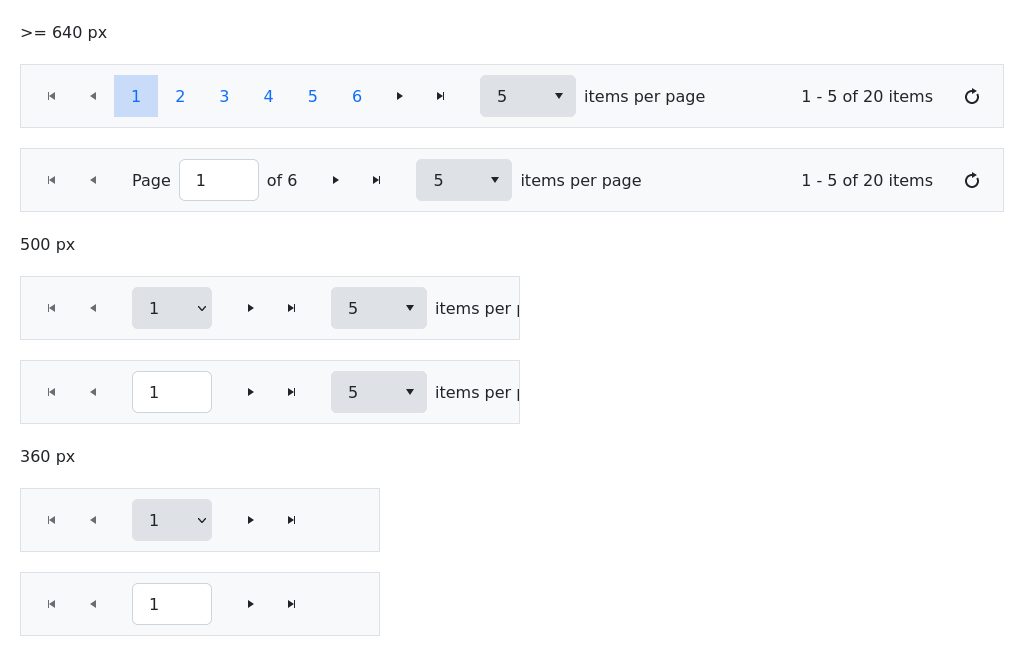 >= 640 px
1 2 3 4 5 6 5 items per page 1 - 5 of 20 items
Page 1 of 6 5 items per page 1 - 5 of 20 items
500 px
1 5 items per
1 5 items per
360 px
1
1